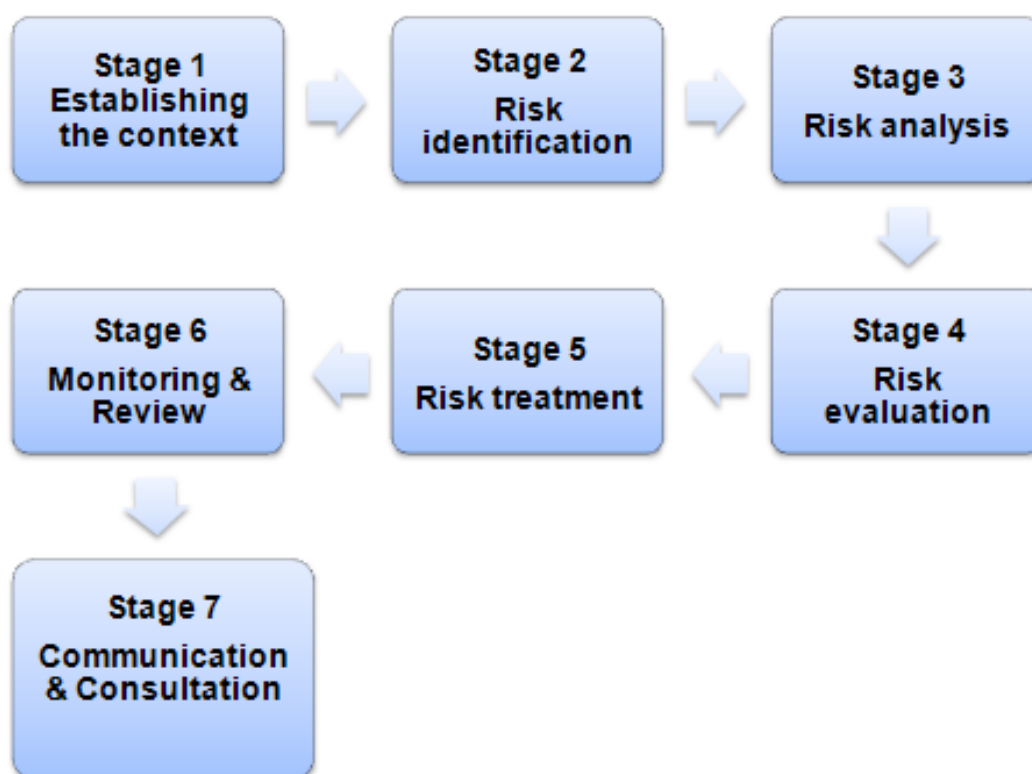 Stage 1
Establishing
the context
Stage 2
Risk
identification
Stage 3
Risk analysis
Stage 4
Risk
evaluation
Stage 5
Risk treatment
Stage 6
Monitoring &
Review
Stage 7
Communication
& Consultation